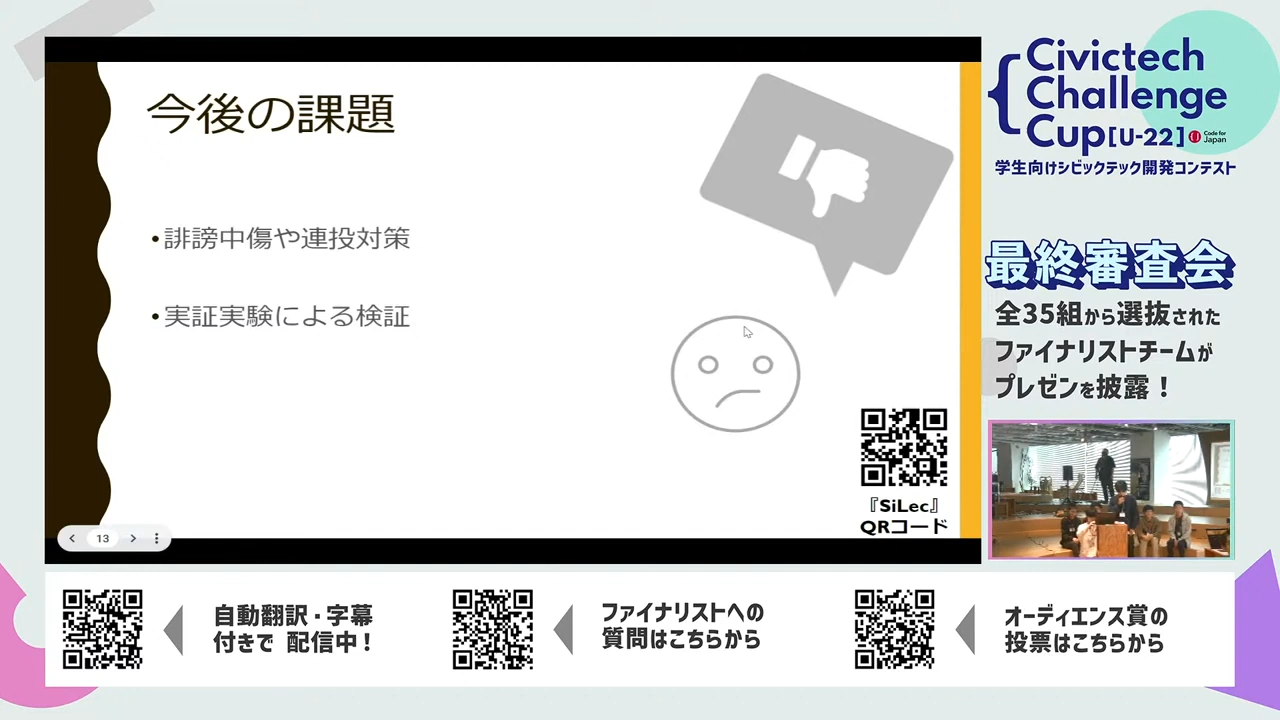 今後の課題
•誹謗中傷や連投対策
•実証実験による検証
『SiLec』
QRコード
13
Civictech
Challenge
Cup[U-22]
Code for
Japan
学生向けシビックテック開発コンテスト
最終審査会
全35組から選抜された
ファイナリストチームが
プレゼンを披露！
自動翻訳・字幕
付きで 配信中！
ファイナリストへの
質問はこちらから
オーディエンス賞の
投票はこちらから